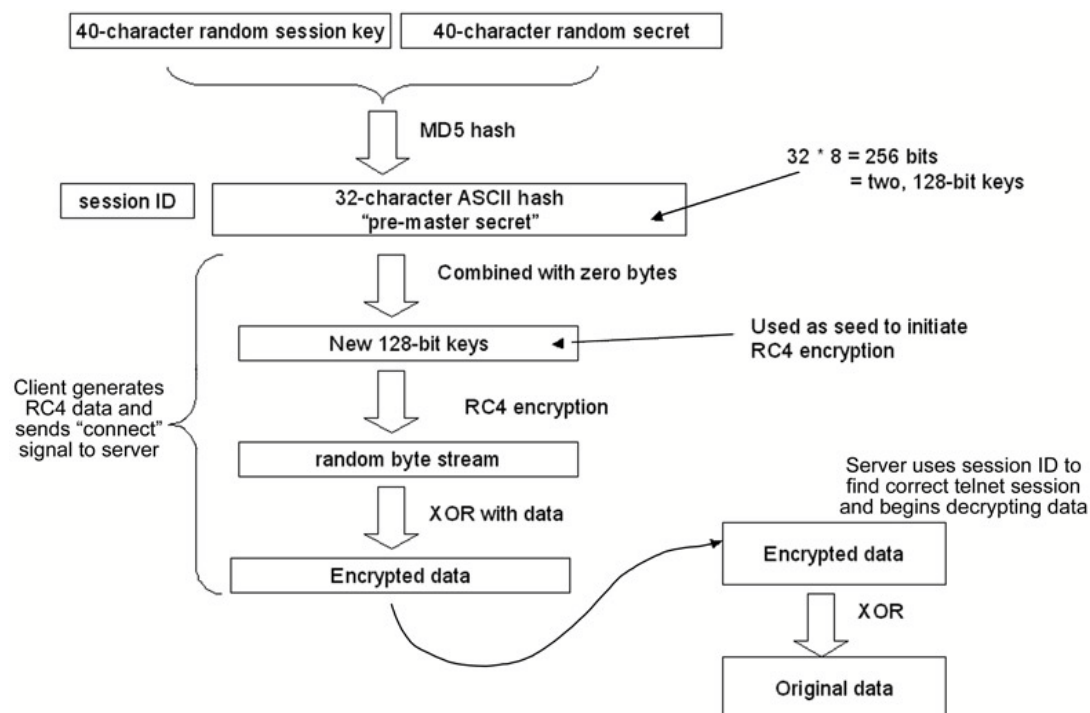 40-character random session key
40-character random secret
MD5 hash
32 * 8 = 256 bits
= two, 128-bit keys
session ID
32-character ASCII hash
"pre-master secret"
Combined with zero bytes
New 128-bit keys
Used as seed to initiate
RC4 encryption
Client generates
RC4 data and
sends “connect”
signal to server
RC4 encryption
random byte stream
Server uses session ID to
find correct telnet session
and begins decrypting data
XOR with data
Encrypted data
Encrypted data
XOR
Original data